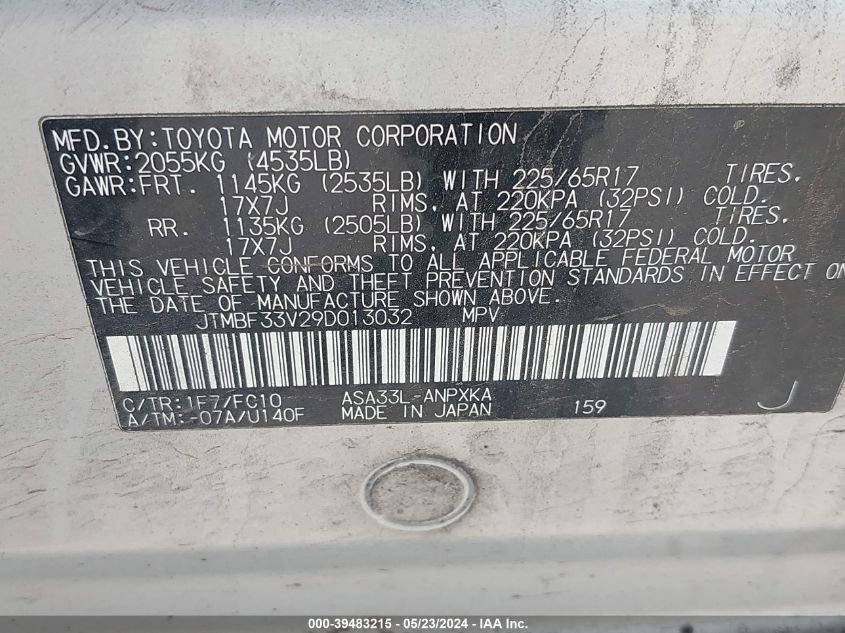 MFD.BY:TOYOTA MOTOR CORPORATION
GVWR:2055KG (4535LB)
GAWR:FRT. 1145KG (2535LB) WITH 225/65R17 TIRES.
17X7J RIMS, AT 220KPA (32PSI) COLD.
RR. 1135KG (2505LB) WITH 225/65R17 TIRES.
17X7J RIMS, AT 220KPA (32PSI) COLD.
THIS VEHICLE CONFORMS TO ALL APPLICABLE FEDERAL MOTOR
VEHICLE SAFETY AND THEFT PREVENTION STANDARDS IN EFFECT ON
THE DATE OF MANUFACTURE SHOWN ABOVE.
JTMBF33V29D013032 MPV
C/TR:1F7/FC10 ASA33L-ANPXKA
A/TM:-07A/U140F MADE IN JAPAN 159 J
000-39483215 - 05/23/2024 - IAA Inc.